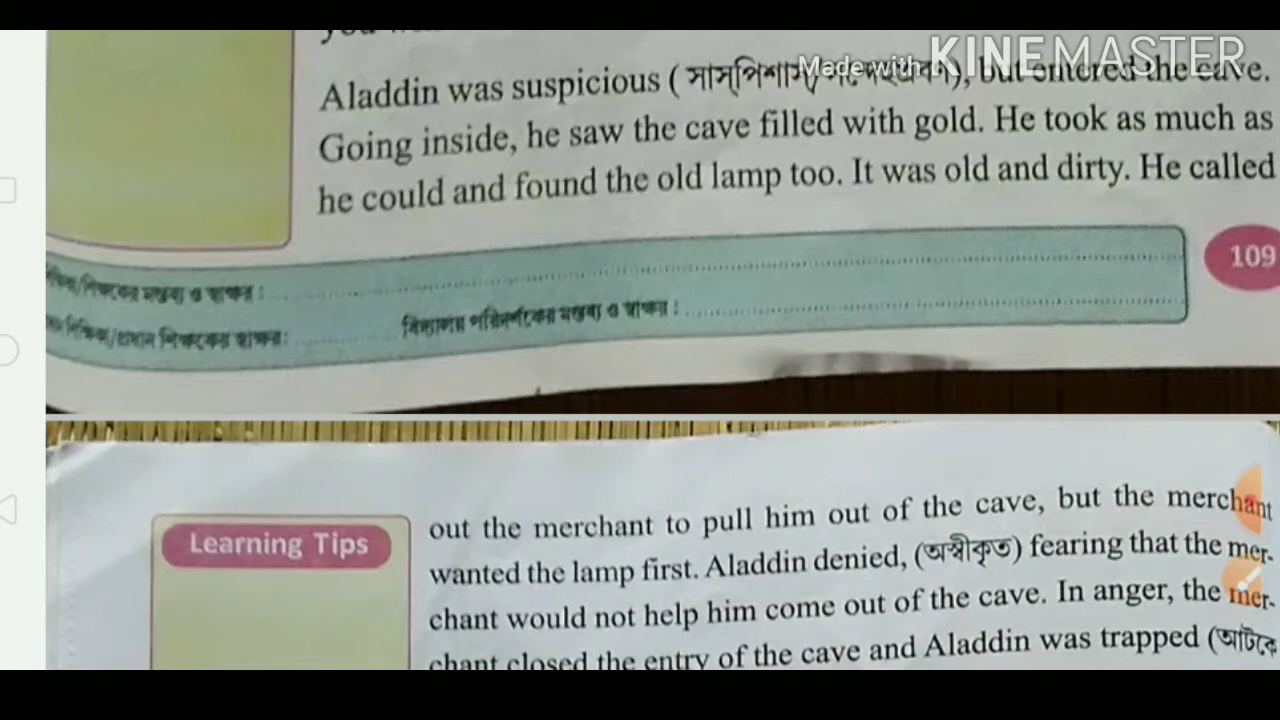 Made with KINEMASTER
Aladdin was suspicious ( but entered the cave.
Going inside, he saw the cave filled with gold. He took as much as
he could and found the old lamp too. It was old and dirty. He called
109
মন্তব্য ও স্বাক্ষর :
শিক্ষকের স্বাক্ষর:
বিদ্যালয় পরিদর্শকের মন্তব্য ও স্বাক্ষর :
Learning Tips
out the merchant to pull him out of the cave, but the merchant
wanted the lamp first. Aladdin denied, (অস্বীকৃত) fearing that the mer-
chant would not help him come out of the cave. In anger, the mer-
chant closed the entry of the cave and Aladdin was trapped (আটকে